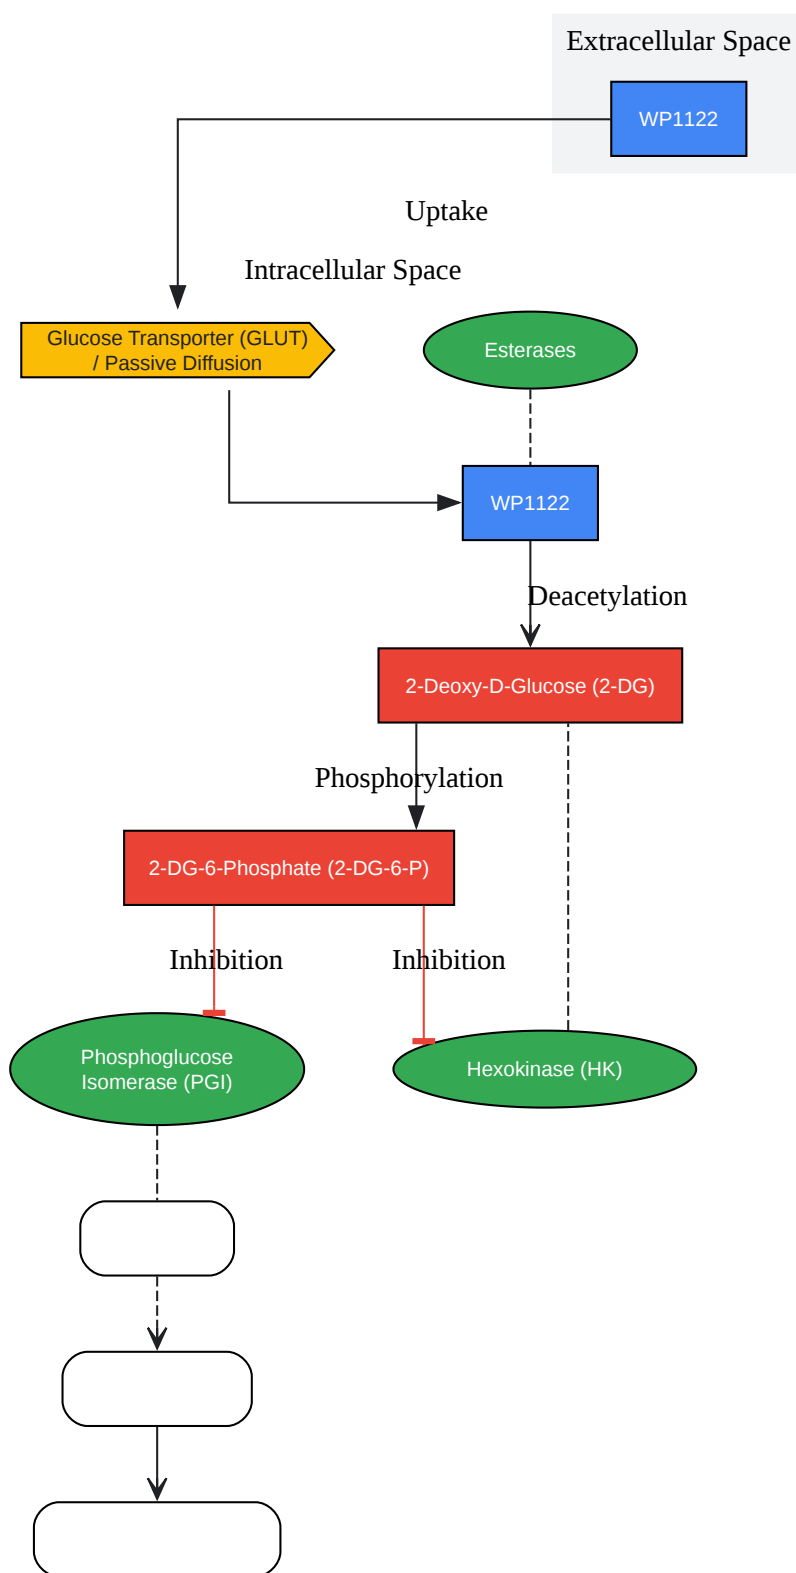 Extracellular Space
WP1122
Uptake
Intracellular Space
Glucose Transporter (GLUT)
/ Passive Diffusion
Esterases
WP1122
Deacetylation
2-Deoxy-D-Glucose (2-DG)
Phosphorylation
2-DG-6-Phosphate (2-DG-6-P)
Inhibition
Inhibition
Phosphoglucose
Isomerase (PGI)
Hexokinase (HK)